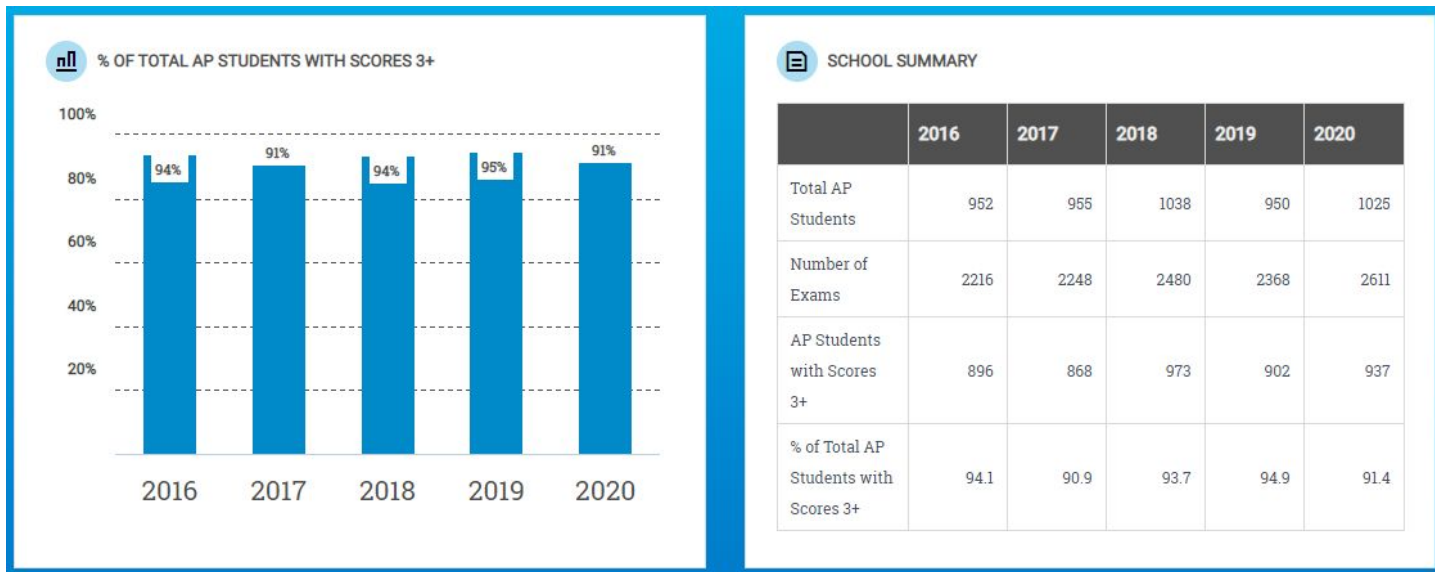 % OF TOTAL AP STUDENTS WITH SCORES 3+
100%
80%
60%
40%
20%
94%
91%
94%
95%
91%
2016 2017 2018 2019 2020
SCHOOL SUMMARY
2016 2017 2018 2019 2020
Total AP
Students
952 955 1038 950 1025
Number of
Exams
2216 2248 2480 2368 2611
AP Students
with Scores
3+
896 868 973 902 937
% of Total AP
Students with
Scores 3+
94.1 90.9 93.7 94.9 91.4